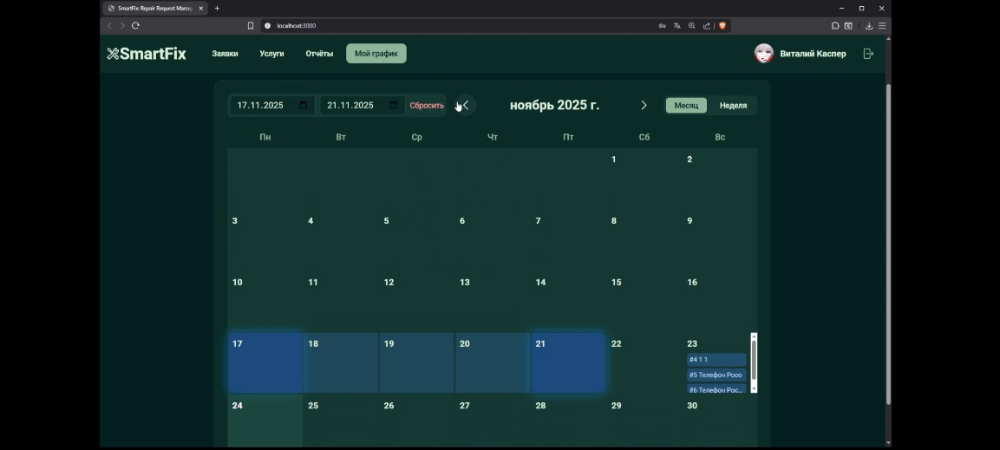 SmartFix Repair Request Manag
localhost:3000
SmartFix
Заявки
Услуги
Отчёты
Мой график
Виталий Каспер
17.11.2025
21.11.2025
Сбросить
ноябрь 2025 г.
Месяц
Неделя
Пн Вт Ср Чт Пт Сб Вс
1 2
3 4 5 6 7 8 9
10 11 12 13 14 15 16
17 18 19 20 21 22 23
#4 1 1
#5 Телефон Росо
#6 Телефон Рос...
24 25 26 27 28 29 30